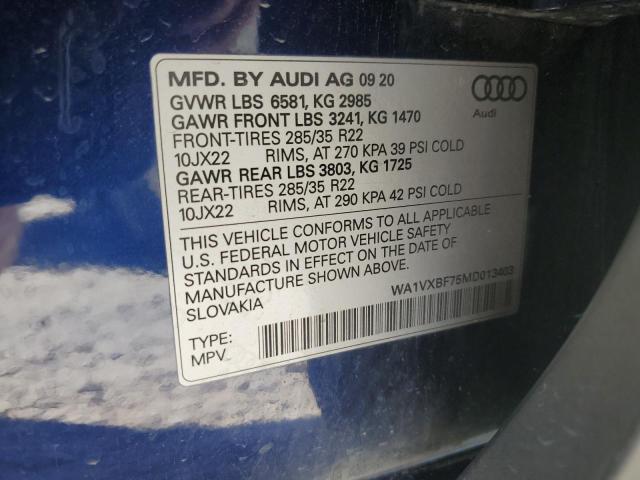 MFD. BY AUDI AG 09 20
GVWR LBS 6581, KG 2985
GAWR FRONT LBS 3241, KG 1470
FRONT-TIRES 285/35 R22
10JX22 RIMS, AT 270 KPA 39 PSI COLD
GAWR REAR LBS 3803, KG 1725
REAR-TIRES 285/35 R22
10JX22 RIMS, AT 290 KPA 42 PSI COLD
Audi
THIS VEHICLE CONFORMS TO ALL APPLICABLE
U.S. FEDERAL MOTOR VEHICLE SAFETY
STANDARDS IN EFFECT ON THE DATE OF
MANUFACTURE SHOWN ABOVE.
SLOVAKIA
WA1VXBF75MD013403
TYPE:
MPV